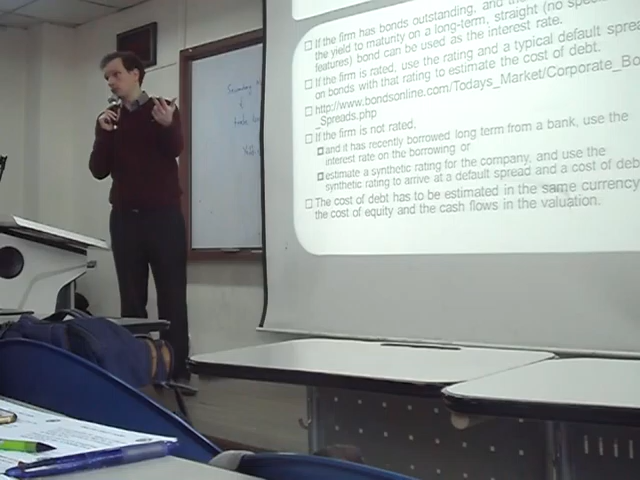 If the firm has bonds outstanding, and the
the yield to maturity on a long-term, straight (no
features) bond can be used as the interest rate.
If the firm is rated, use the rating and a typical default
on bonds with that rating to estimate the cost of debt.
http://www.bondsonline.com/Todays_Market/Corporate_Bo
_Spreads.php
If the firm is not rated,
and it has recently borrowed long term from a bank, use the
interest rate on the borrowing or
estimate a synthetic rating for the company, and use the
synthetic rating to arrive at a default spread and a cost of
The cost of debt has to be estimated in the same currency
the cost of equity and the cash flows in the valuation.